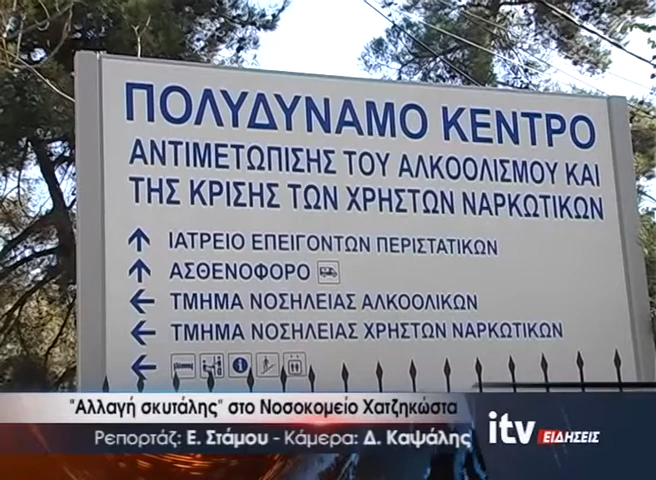 ΠΟΛΥΔΥΝΑΜΟ ΚΕΝΤΡΟ
ΑΝΤΙΜΕΤΩΠΙΣΗΣ ΤΟΥ ΑΛΚΟΟΛΙΣΜΟΥ ΚΑΙ
ΤΗΣ ΚΡΙΣΗΣ ΤΩΝ ΧΡΗΣΤΩΝ ΝΑΡΚΩΤΙΚΩΝ
ΙΑΤΡΕΙΟ ΕΠΕΙΓΟΝΤΩΝ ΠΕΡΙΣΤΑΤΙΚΩΝ
ΑΣΘΕΝΟΦΟΡΟ
ΤΜΗΜΑ ΝΟΣΗΛΕΙΑΣ ΑΛΚΟΟΛΙΚΩΝ
ΤΜΗΜΑ ΝΟΣΗΛΕΙΑΣ ΧΡΗΣΤΩΝ ΝΑΡΚΩΤΙΚΩΝ
"Αλλαγή σκυτάλης" στο Νοσοκομείο Χατζηκώστα
Ρεπορτάζ: Ε. Στάμου - Κάμερα: Δ. Καψάλης
itv ΕΙΔΗΣΕΙΣ